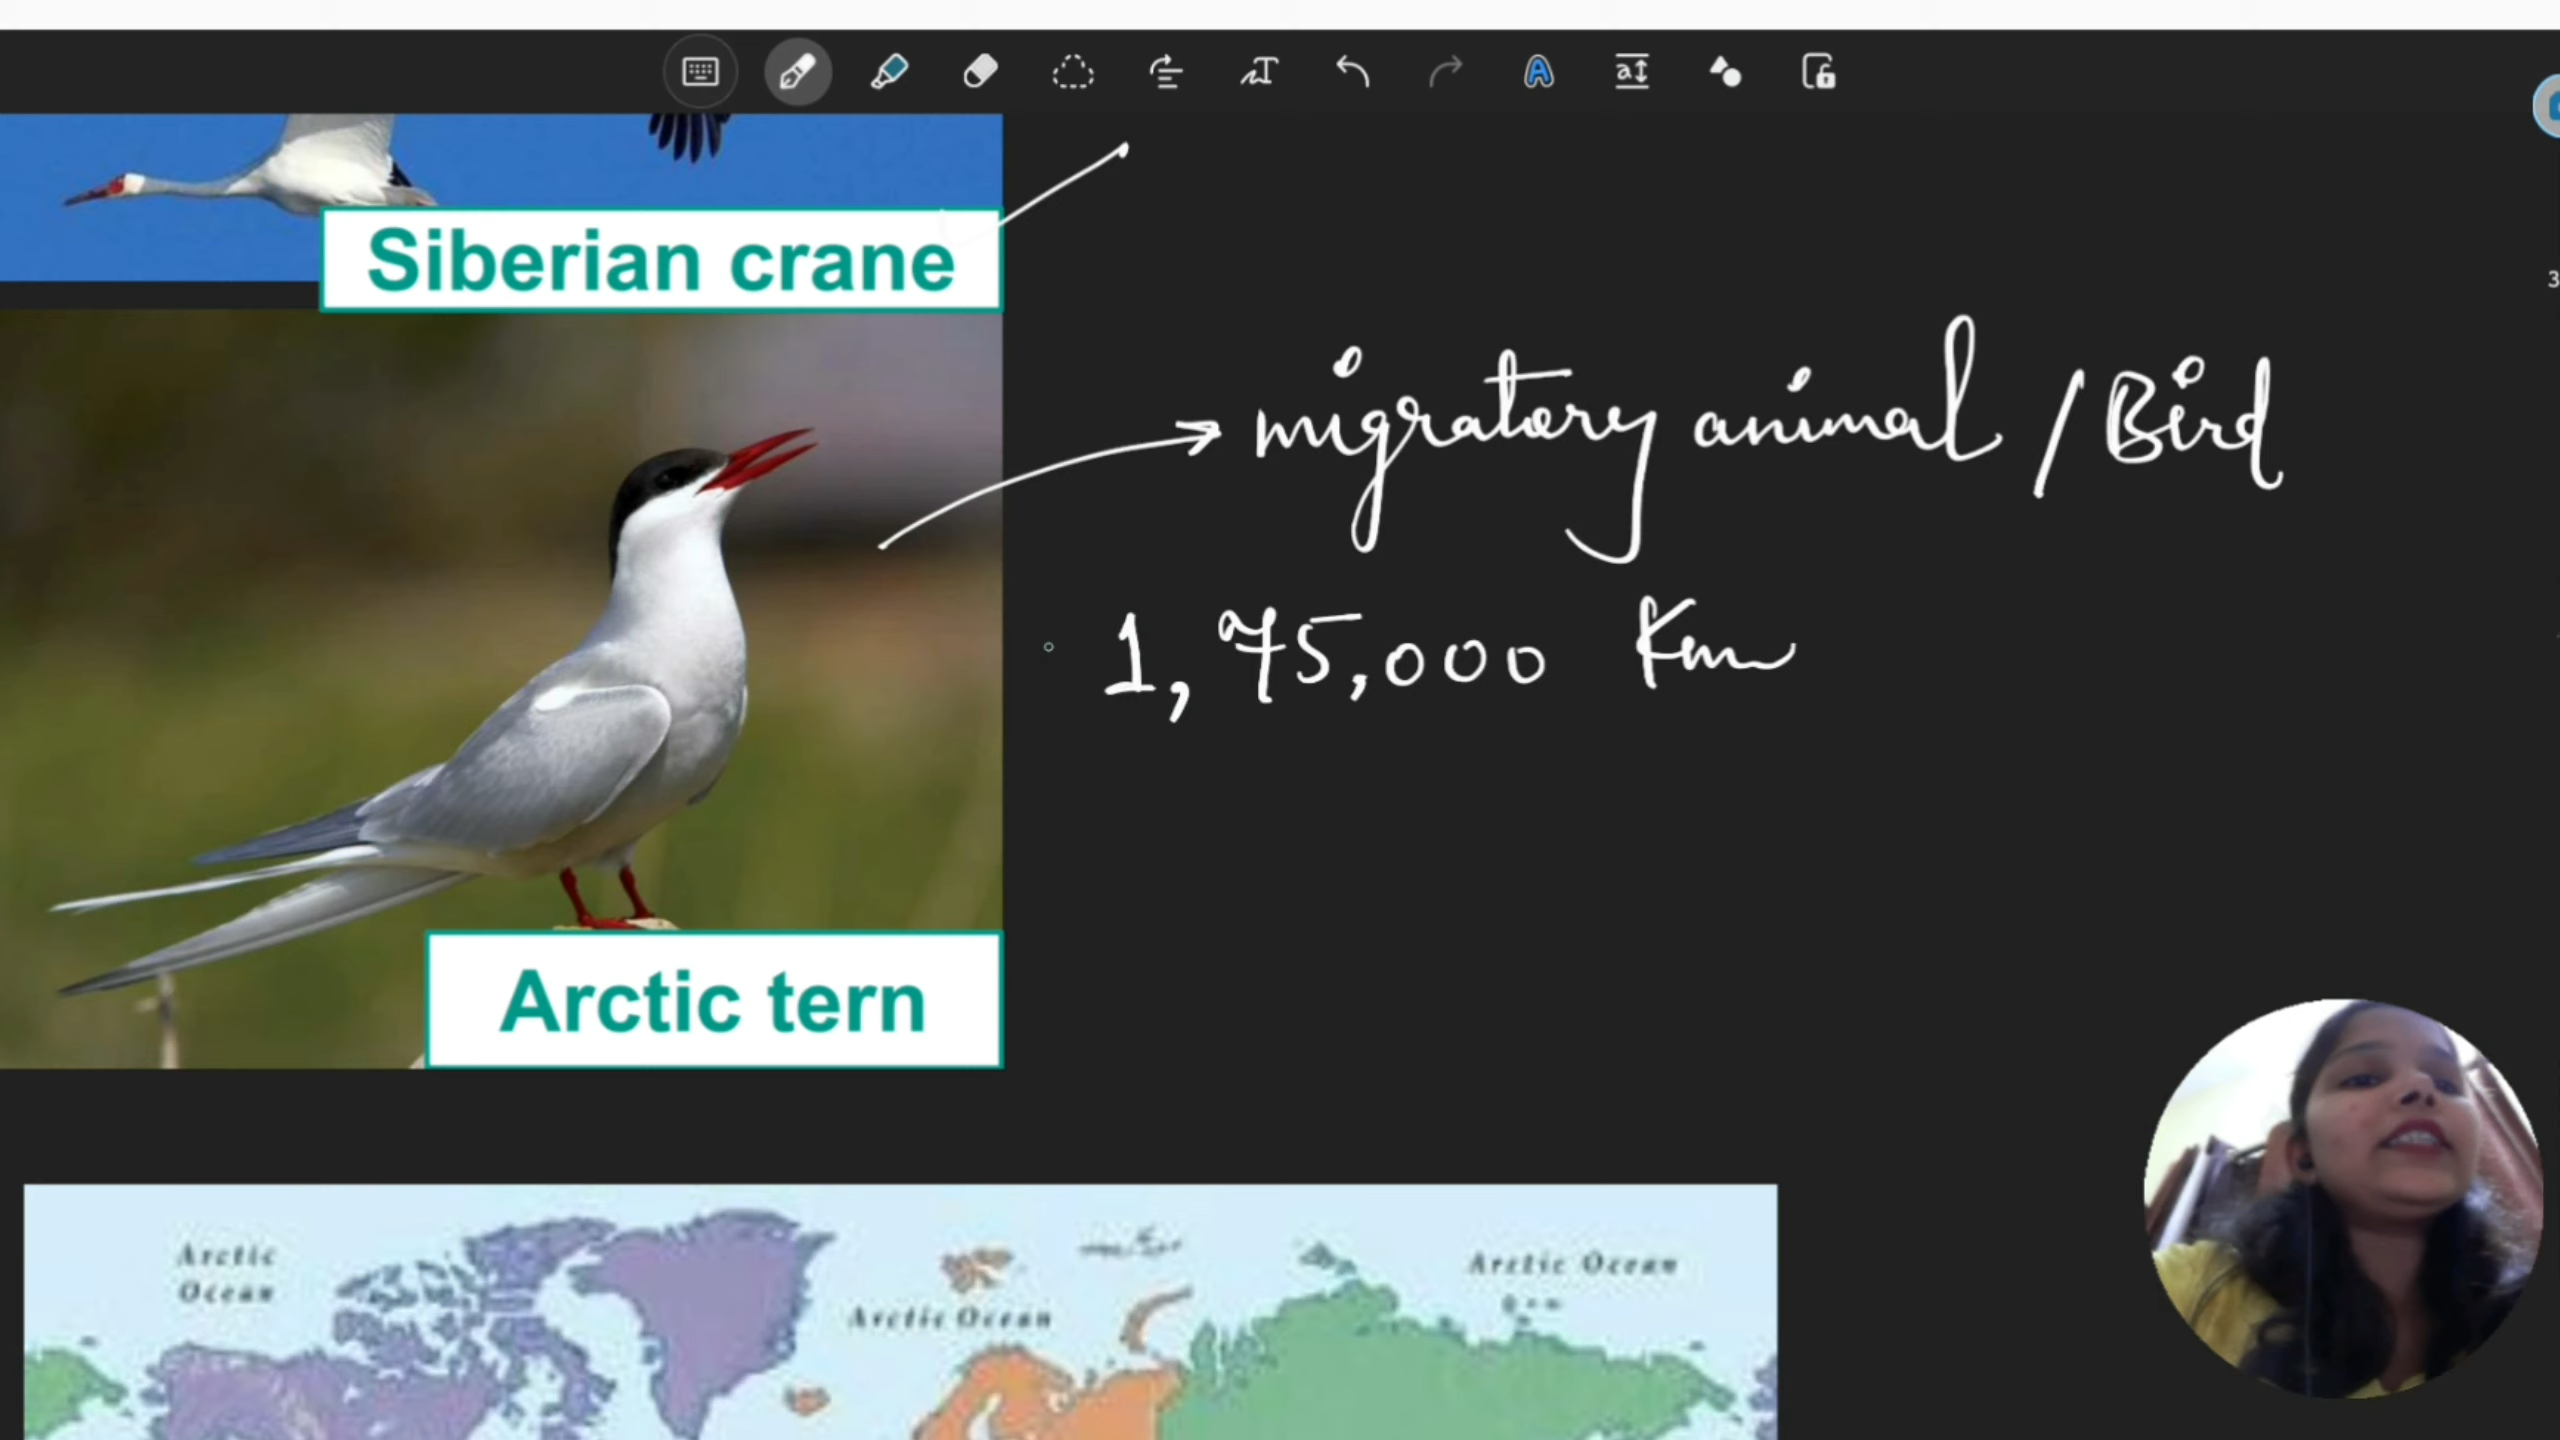 Siberian crane
migratory animal / Bird
1,75,000 Km
Arctic tern
Arctic
Ocean
Arctic Ocean
Arctic Ocean